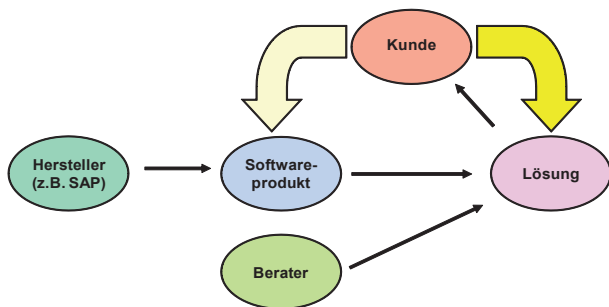 Kunde
Hersteller
(z.B. SAP)
Software-
produkt
Lösung
Berater